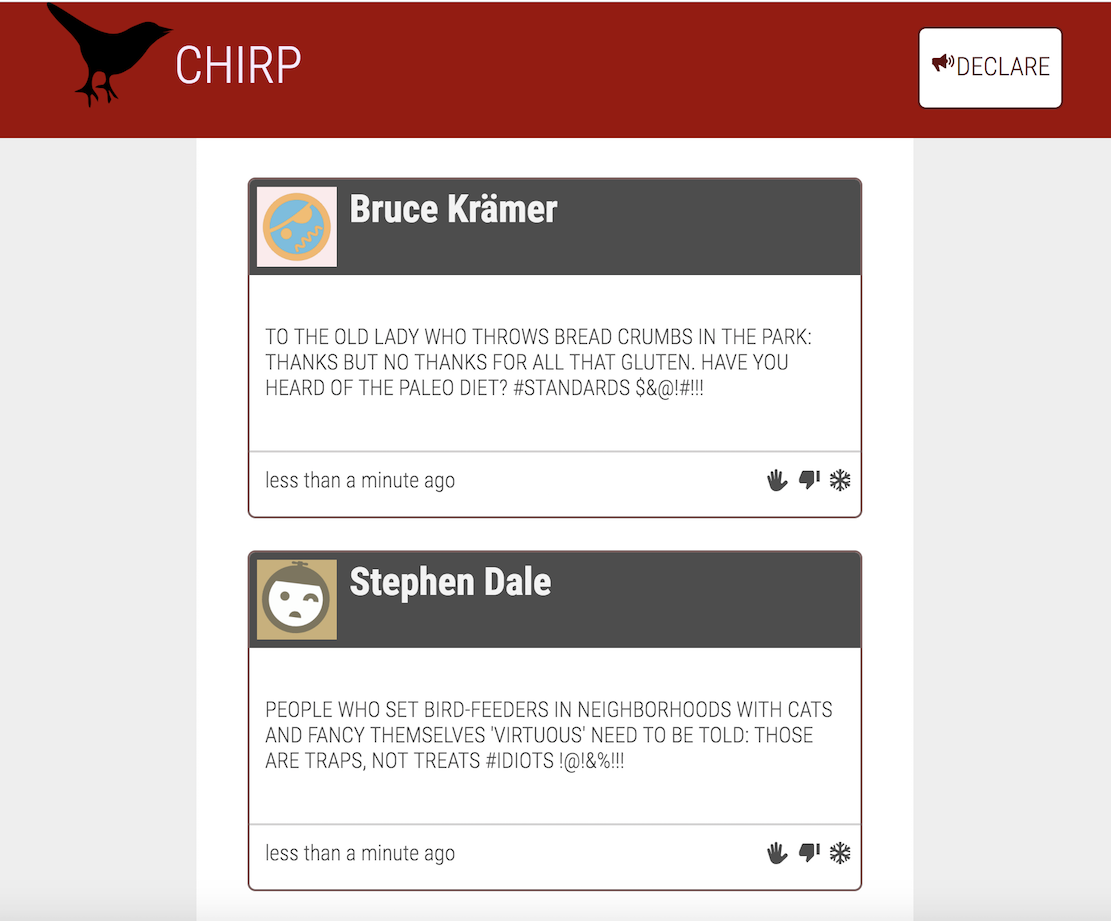 CHIRP
DECLARE
Bruce Krämer
TO THE OLD LADY WHO THROWS BREAD CRUMBS IN THE PARK:
THANKS BUT NO THANKS FOR ALL THAT GLUTEN. HAVE YOU
HEARD OF THE PALEO DIET? #STANDARDS $&@!#!!!
less than a minute ago
Stephen Dale
PEOPLE WHO SET BIRD-FEEDERS IN NEIGHBORHOODS WITH CATS
AND FANCY THEMSELVES 'VIRTUOUS' NEED TO BE TOLD: THOSE
ARE TRAPS, NOT TREATS #IDIOTS !@!&%!!!
less than a minute ago